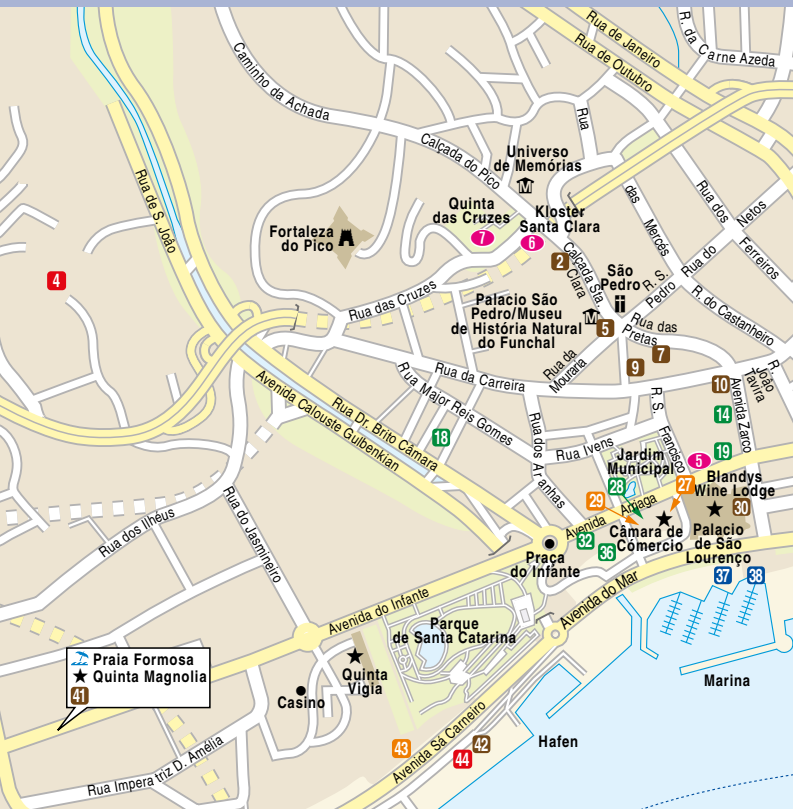 R. da Carne Azeda
Rua de Janeiro
Rua de Outubro
Caminho da Achada
Calçada do Pico
Rua
das
Mercés
Universo
de Memórias
M
Rua de S. João
Quinta
das Cruzes
7
Kloster
Santa Clara
6
Fortaleza
do Pico
Rua dos
Ferreiros
Rua do
Netos
4
2
Calçada Sta.
Clara
São
Pedro
R. S.
Pedro
R. do Castanheiro
Rua das Cruzes
Palacio São
Pedro/Museu
de História Natural
do Funchal
M
5
Rua das
Pretas
7
9
Rua da
Mouraria
Rua da Carreira
R.
João
Tavira
10
Avenida Zarco
14
Rua Major Reis Gomes
Avenida Calouste Gulbenkian
Rua Dr. Brito Câmara
18
Rua dos Aranhas
Rua Ivens
R. S.
Francisco
5
19
Jardim
Municipal
28
27
29
Blandys
Wine Lodge
30
Avenida Arriaga
32
36
Câmara de
Cómercio
Palacio
de São
Lourenço
37
38
Rua dos Ilhéus
Rua do Jasmineiro
Praça
do Infante
Avenida do Infante
Avenida do Mar
Parque
de Santa Catarina
Praia Formosa
Quinta Magnolia
41
Quinta
Vigia
Casino
Marina
Avenida Sá Carneiro
43
42
44
Hafen
Rua Imperatriz D. Amélia